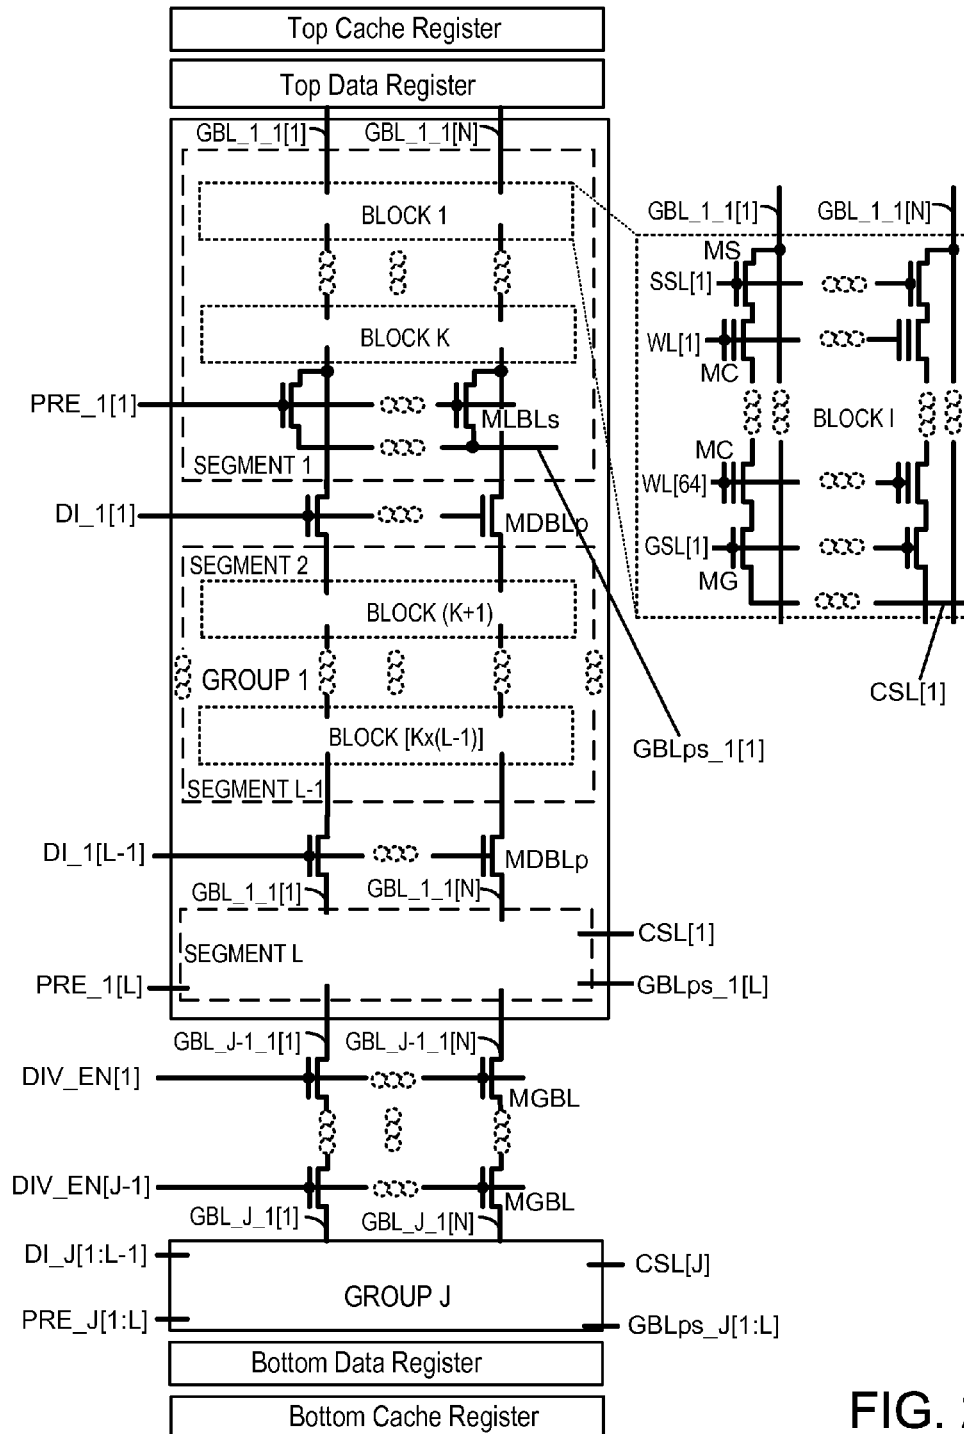 Top Cache Register
Top Data Register
GBL_1_1[1]
GBL_1_1[N]
BLOCK 1
BLOCK K
PRE_1[1]
MLBLs
SEGMENT 1
DI_1[1]
MDBLp
SEGMENT 2
BLOCK (K+1)
GROUP 1
BLOCK [Kx(L-1)]
SEGMENT L-1
GBLps_1[1]
DI_1[L-1]
MDBLp
GBL_1_1[1]
GBL_1_1[N]
SEGMENT L
CSL[1]
PRE_1[L]
GBLps_1[L]
GBL_J-1_1[1]
GBL_J-1_1[N]
DIV_EN[1]
MGBL
DIV_EN[J-1]
MGBL
GBL_J_1[1]
GBL_J_1[N]
DI_J[1:L-1]
CSL[J]
GROUP J
PRE_J[1:L]
GBLps_J[1:L]
Bottom Data Register
Bottom Cache Register
GBL_1_1[1]
GBL_1_1[N]
MS
SSL[1]
WL[1]
MC
BLOCK I
MC
WL[64]
GSL[1]
MG
CSL[1]
FIG.